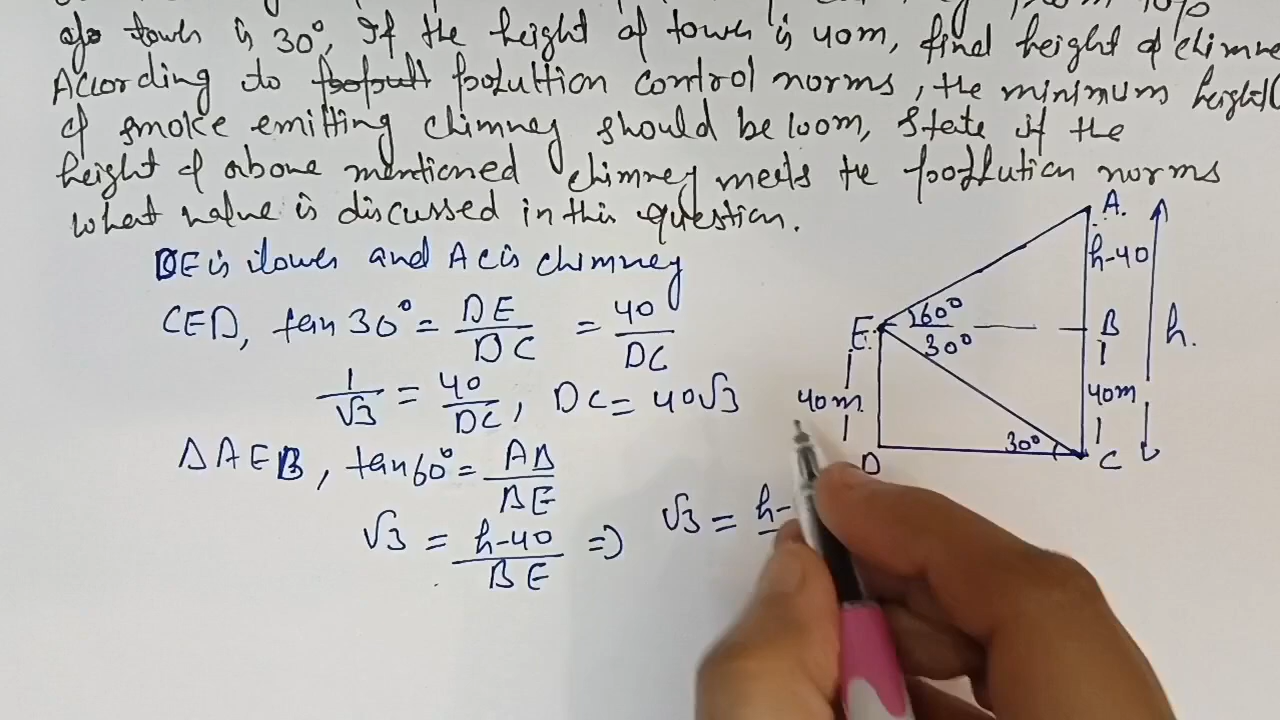 of tower is 30°, If the height of tower is 40m, find height of chimne
According to pollution control norms, the minimum height
of smoke emitting chimney should be 100m, State if the
height of above mentioned chimney meets the pollution norms
what value is discussed in this question.
DE is tower and AC is chimney
CED, tan 30° = DE/DC = 40/DC
1/√3 = 40/DC, DC = 40√3
ΔAEB, tan60° = AB/BE
√3 = h-40/BE => √3 = h-
A.
h-40
60°
E
B
h.
30°
40m
40m
30°
D
C